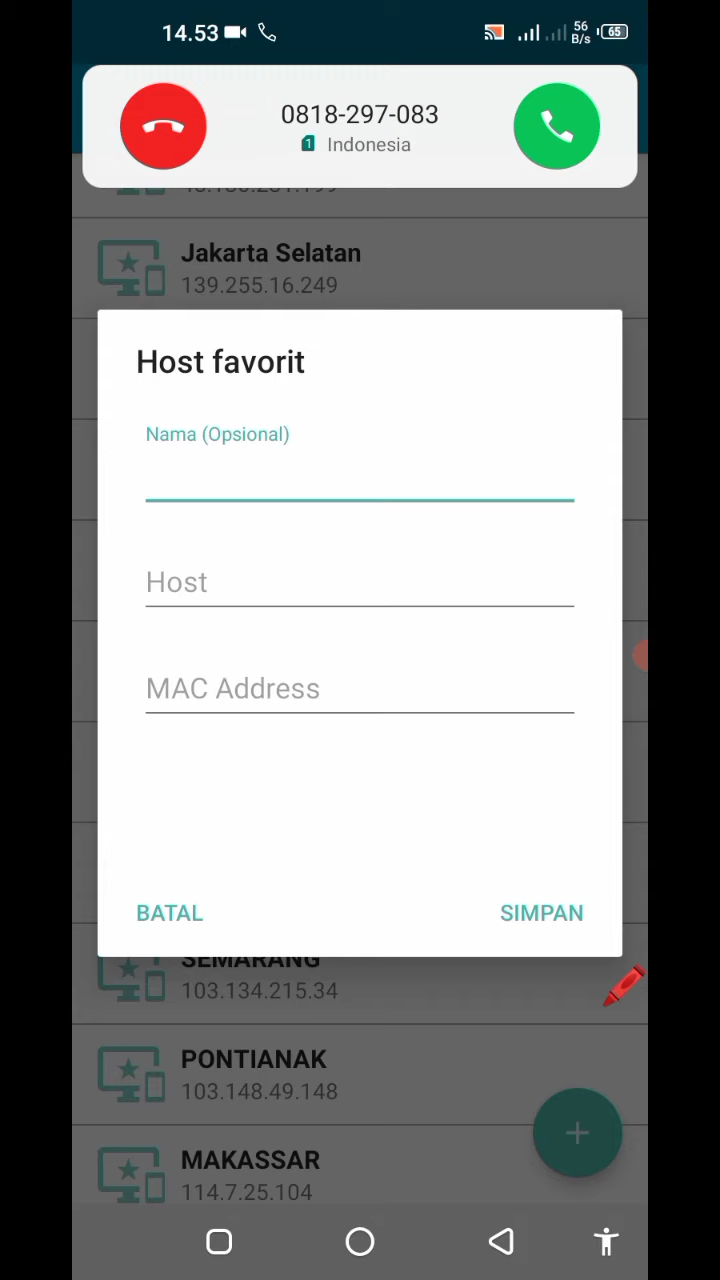 14.53
56
B/s
65
0818-297-083
1 Indonesia
Jakarta Selatan
139.255.16.249
Host favorit
Nama (Opsional)
Host
MAC Address
BATAL
SIMPAN
SEMARANG
103.134.215.34
PONTIANAK
103.148.49.148
MAKASSAR
114.7.25.104